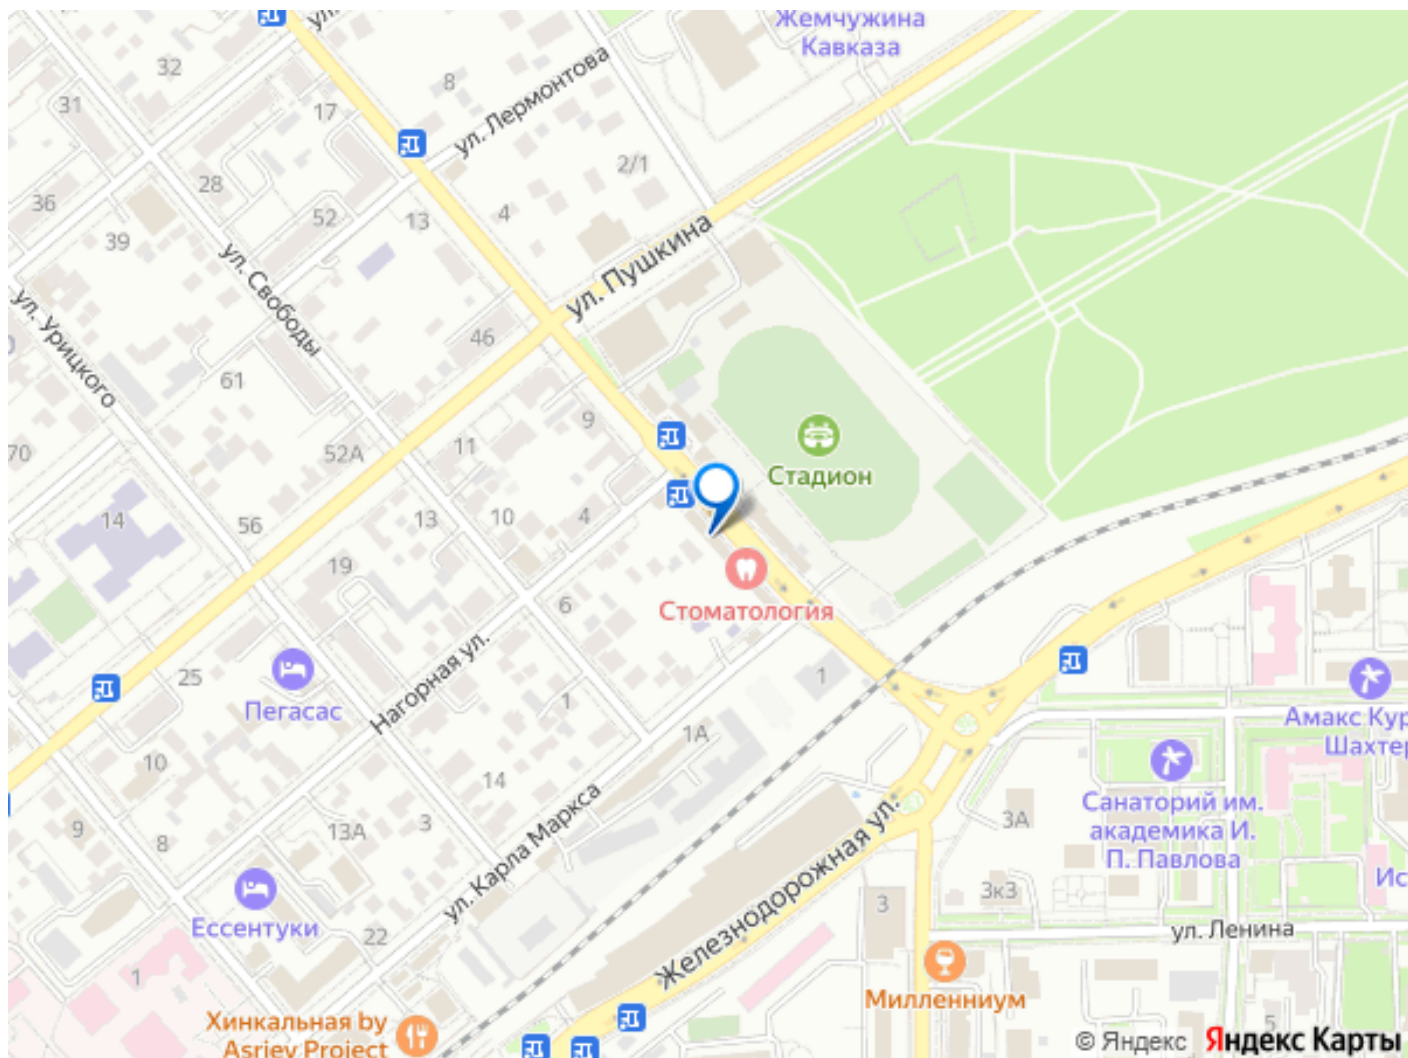 Жемчужина
Кавказа
ул.
32
8
31
17
ул. Лермонтова
2/1
28
36
52
13
4
39
ул. Свободы
ул. Пушкина
ул. Урицкого
46
61
9
11
52А
70
Стадион
14
56
13
10
4
19
6
Стоматология
25
Нагорная ул.
Пегасас
1
1
1А
Амакс Кур
Шахтер
10
14
Санаторий им.
академика И.
П. Павлова
9
8
13А
3
ул. Карла Маркса
Железнодорожная ул.
3А
Ис
3к3
3
Ессентуки
22
ул. Ленина
1
Миллениум
Хинкальная by
Asriev Project
5
© Яндекс Яндекс Карты